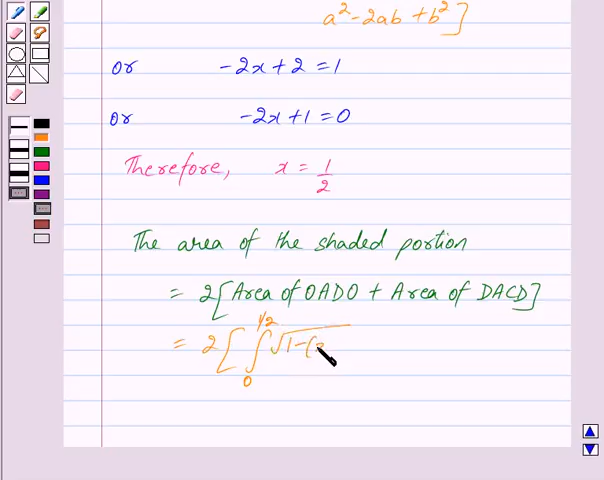 a² - 2ab + b²]
or -2x + 2 = 1
or -2x + 1 = 0
Therefore, x = 1/2
The area of the shaded portion
= 2[Area of OADO + Area of DACD]
= 2[∫₀^1/2 √1-(